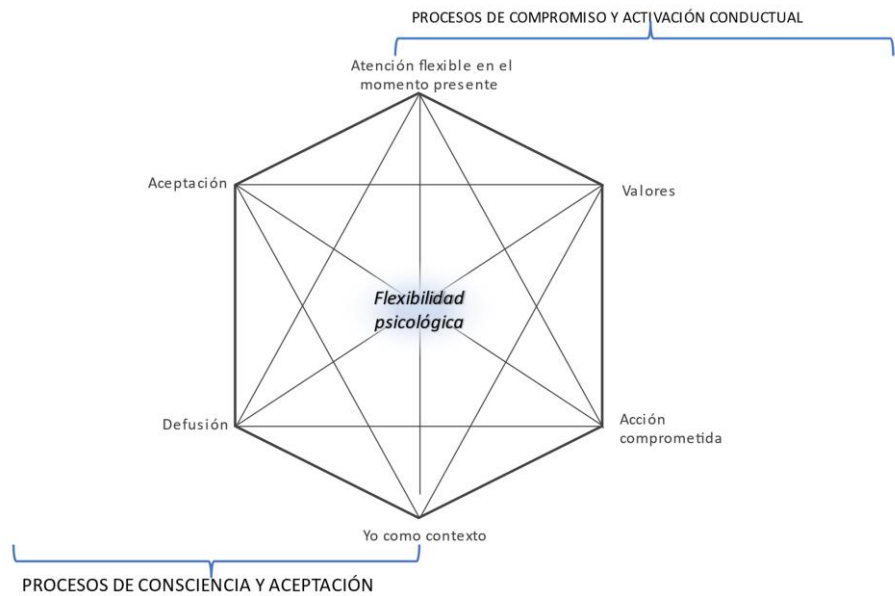 PROCESOS DE COMPROMISO Y ACTIVACIÓN CONDUCTUAL
Atención flexible en el
momento presente
Aceptación
Valores
Flexibilidad
psicológica
Defusión
Acción
comprometida
Yo como contexto
PROCESOS DE CONSCIENCIA Y ACEPTACIÓN